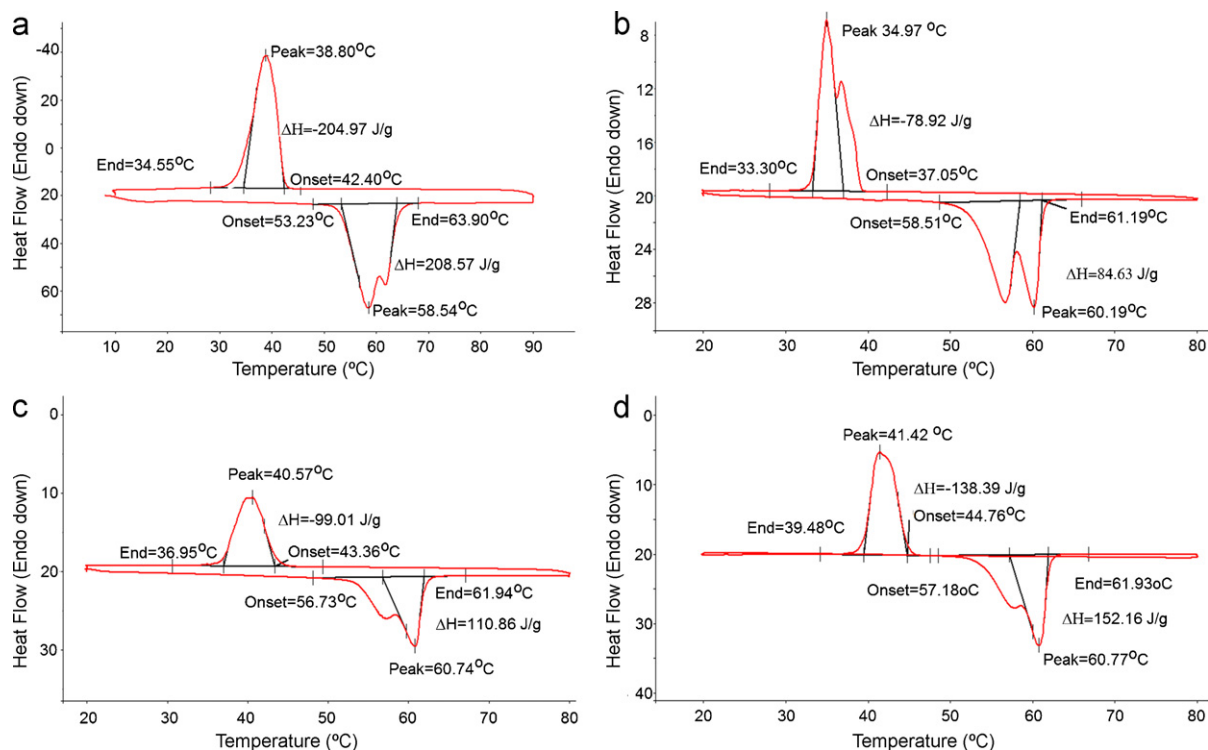 a
Heat Flow (Endo down)
-40
-20
0
20
40
60
Peak=38.80°C
ΔH=-204.97 J/g
End=34.55°C
Onset=42.40°C
Onset=53.23°C
End=63.90°C
ΔH=208.57 J/g
Peak=58.54°C
10 20 30 40 50 60 70 80 90
Temperature (°C)
b
Heat Flow (Endo down)
8
12
16
20
24
28
Peak 34.97 °C
ΔH=-78.92 J/g
End=33.30°C
Onset=37.05°C
Onset=58.51°C
End=61.19°C
ΔH=84.63 J/g
Peak=60.19°C
20 30 40 50 60 70 80
Temperature (°C)
c
Heat Flow (Endo down)
0
10
20
30
Peak=40.57°C
ΔH=-99.01 J/g
End=36.95°C
Onset=43.36°C
Onset=56.73°C
End=61.94°C
ΔH=110.86 J/g
Peak=60.74°C
20 30 40 50 60 70 80
Temperature (°C)
d
Heat Flow (Endo down)
0
10
20
30
40
Peak=41.42 °C
ΔH=-138.39 J/g
Onset=44.76°C
End=39.48°C
Onset=57.18oC
End=61.93oC
ΔH=152.16 J/g
Peak=60.77°C
20 30 40 50 60 70 80
Temperature (°C)